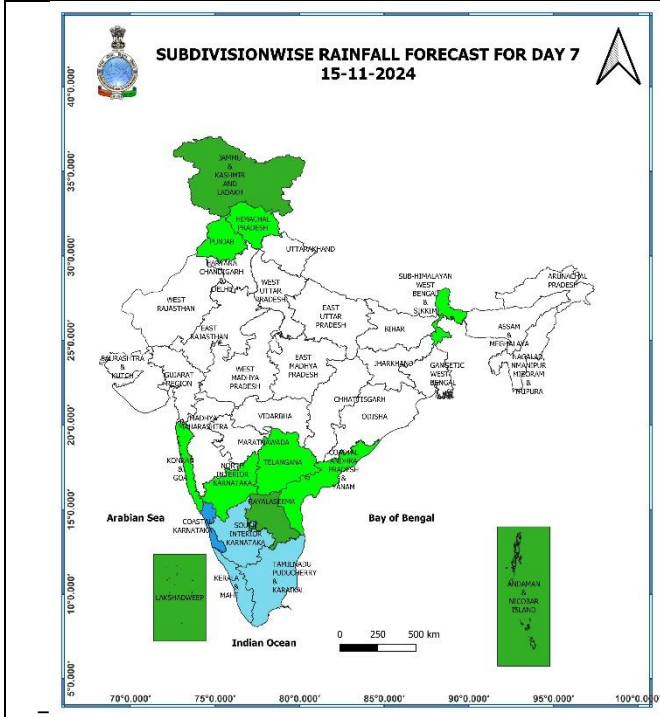 SUBDIVISIONWISE RAINFALL FORECAST FOR DAY 7
15-11-2024
40°0.000'
35°0.000'
30°0.000'
25°0.000'
20°0.000'
15°0.000'
10°0.000'
5°0.000'
JAMMU
&
KASHMIR
AND
LADAKH
HIMACHAL
PRADESH
PUNJAB
UTTARAKHAND
CHANDIGARH
&
DELHI
WEST
UTTAR
PRADESH
SUB-HIMALAYAN
WEST
BENGAL
&
SIKKIM
ARUNACHAL
PRADESH
WEST
RAJASTHAN
EAST
RAJASTHAN
EAST
UTTAR
PRADESH
BIHAR
ASSAM
&
MEGHALAYA
SAURASHTRA
&
KUTCH
GUJARAT
REGION
WEST
MADHYA
PRADESH
EAST
MADHYA
PRADESH
JHARKHAND
GANGETIC
WEST
BENGAL
MIZORAM
&
TRIPURA
CHHATTISGARH
ODISHA
MADHYA
MAHARASHTRA
VIDARBHA
MARATHAWADA
KONKAN
&
GOA
NORTH
INTERIOR
KARNATAKA
TELANGANA
COASTAL
ANDHRA
PRADESH
&
YANAM
RAYALASEEMA
Arabian Sea
Bay of Bengal
COASTAL
KARNATAKA
SOUTH
INTERIOR
KARNATAKA
TAMILNADU
PUDUCHERRY
&
KARAIKAL
KERALA
&
MAHE
LAKSHADWEEP
ANDAMAN
&
NICOBAR
ISLAND
Indian Ocean
0 250 500 km
70°0.000' 75°0.000' 80°0.000' 85°0.000' 90°0.000' 95°0.000' 100°0.000'